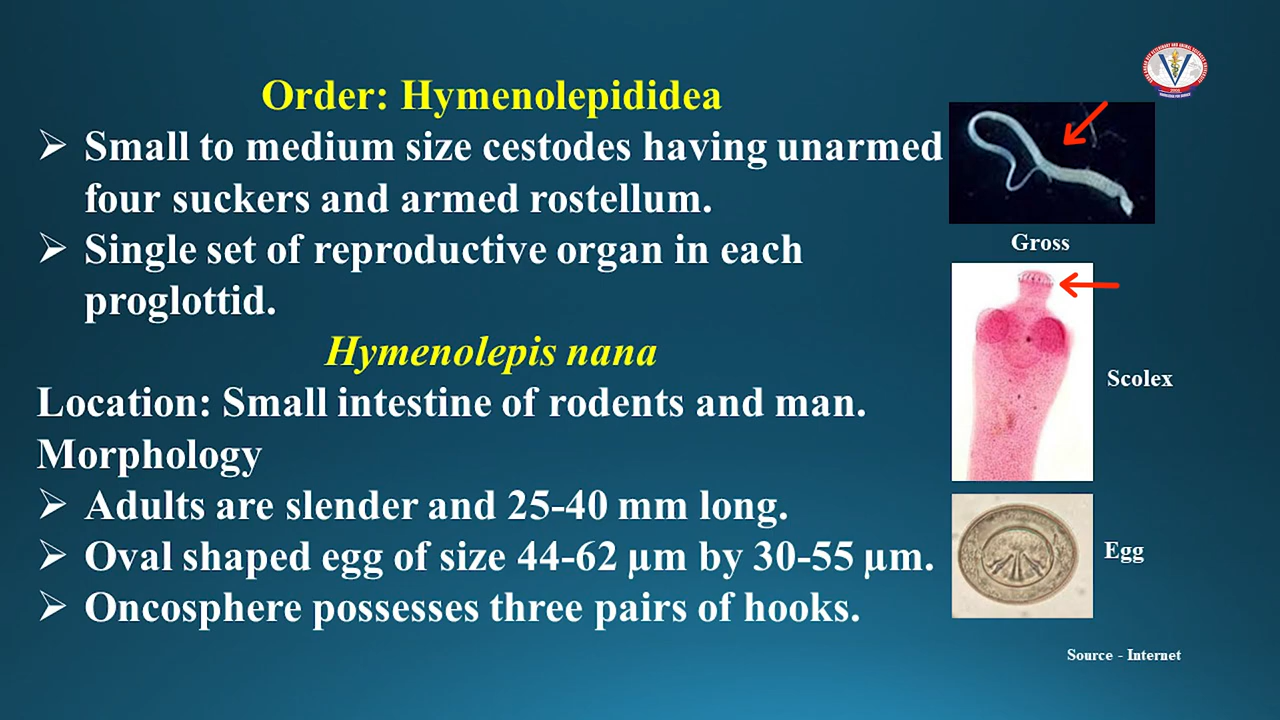 Order: Hymenolepididea
➢ Small to medium size cestodes having unarmed
four suckers and armed rostellum.
➢ Single set of reproductive organ in each
proglottid.
Hymenolepis nana
Location: Small intestine of rodents and man.
Morphology
➢ Adults are slender and 25-40 mm long.
➢ Oval shaped egg of size 44-62 µm by 30-55 µm.
➢ Oncosphere possesses three pairs of hooks.
Gross
Scolex
Egg
Source - Internet